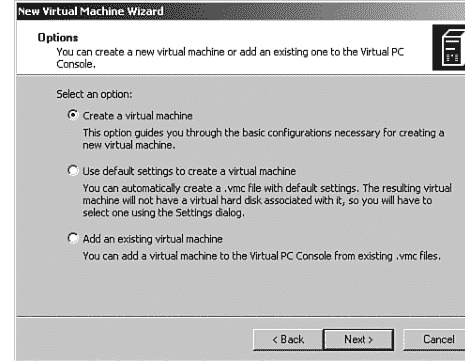 New Virtual Machine Wizard
Options
You can create a new virtual machine or add an existing one to the Virtual PC
Console.
Select an option:
Create a virtual machine
This option guides you through the basic configurations necessary for creating a
new virtual machine.
Use default settings to create a virtual machine
You can automatically create a .vmc file with default settings. The resulting virtual
machine will not have a virtual hard disk associated with it, so you will have to
select one using the Settings dialog.
Add an existing virtual machine
You can add a virtual machine to the Virtual PC Console from existing .vmc files.
< Back Next > Cancel